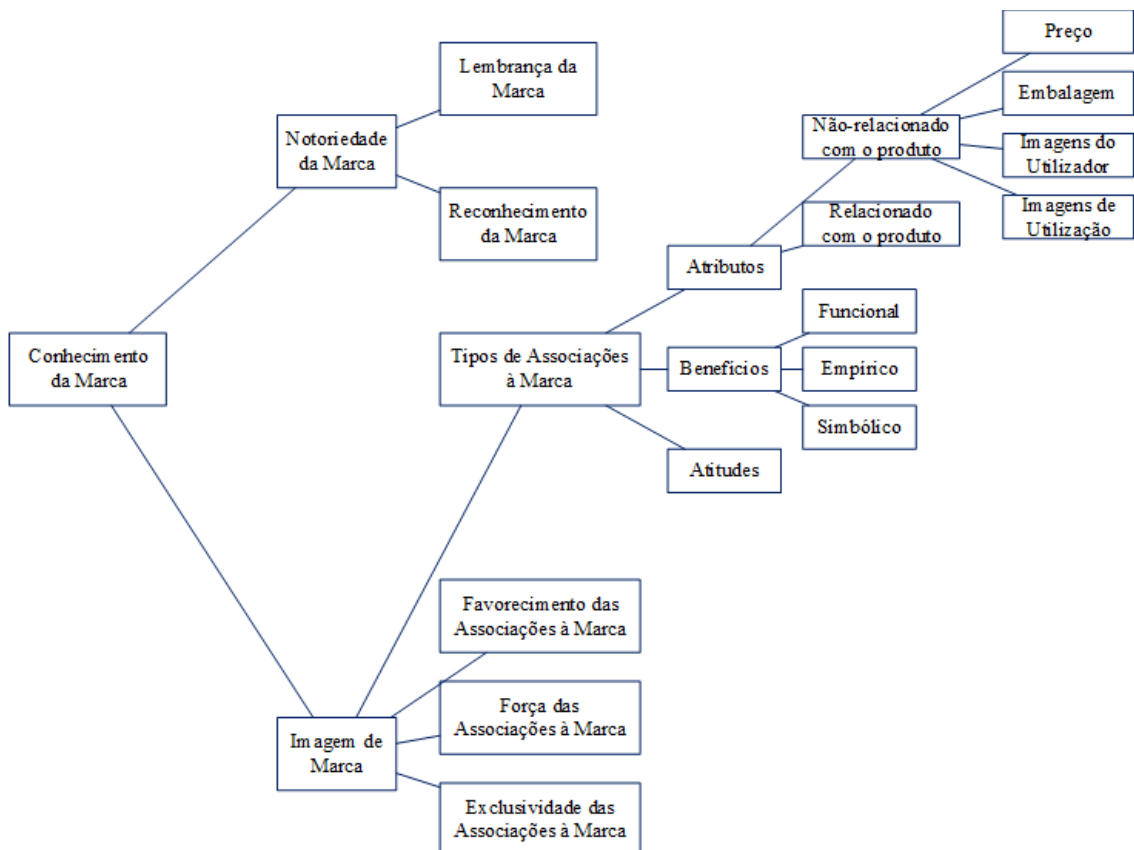 Preço
Lembrança da
Marca
Embalagem
Notoriedade
da Marca
Não-relacionado
com o produto
Imagens do
Utilizador
Reconhecimento
da Marca
Relacionado
com o produto
Imagens de
Utilização
Atributos
Funcional
Conhecimento
da Marca
Tipos de Associações
à Marca
Benefícios
Empírico
Simbólico
Atitudes
Favorecimento das
Associações à Marca
Força das
Associações à Marca
Imagem de
Marca
Exclusividade das
Associações à Marca